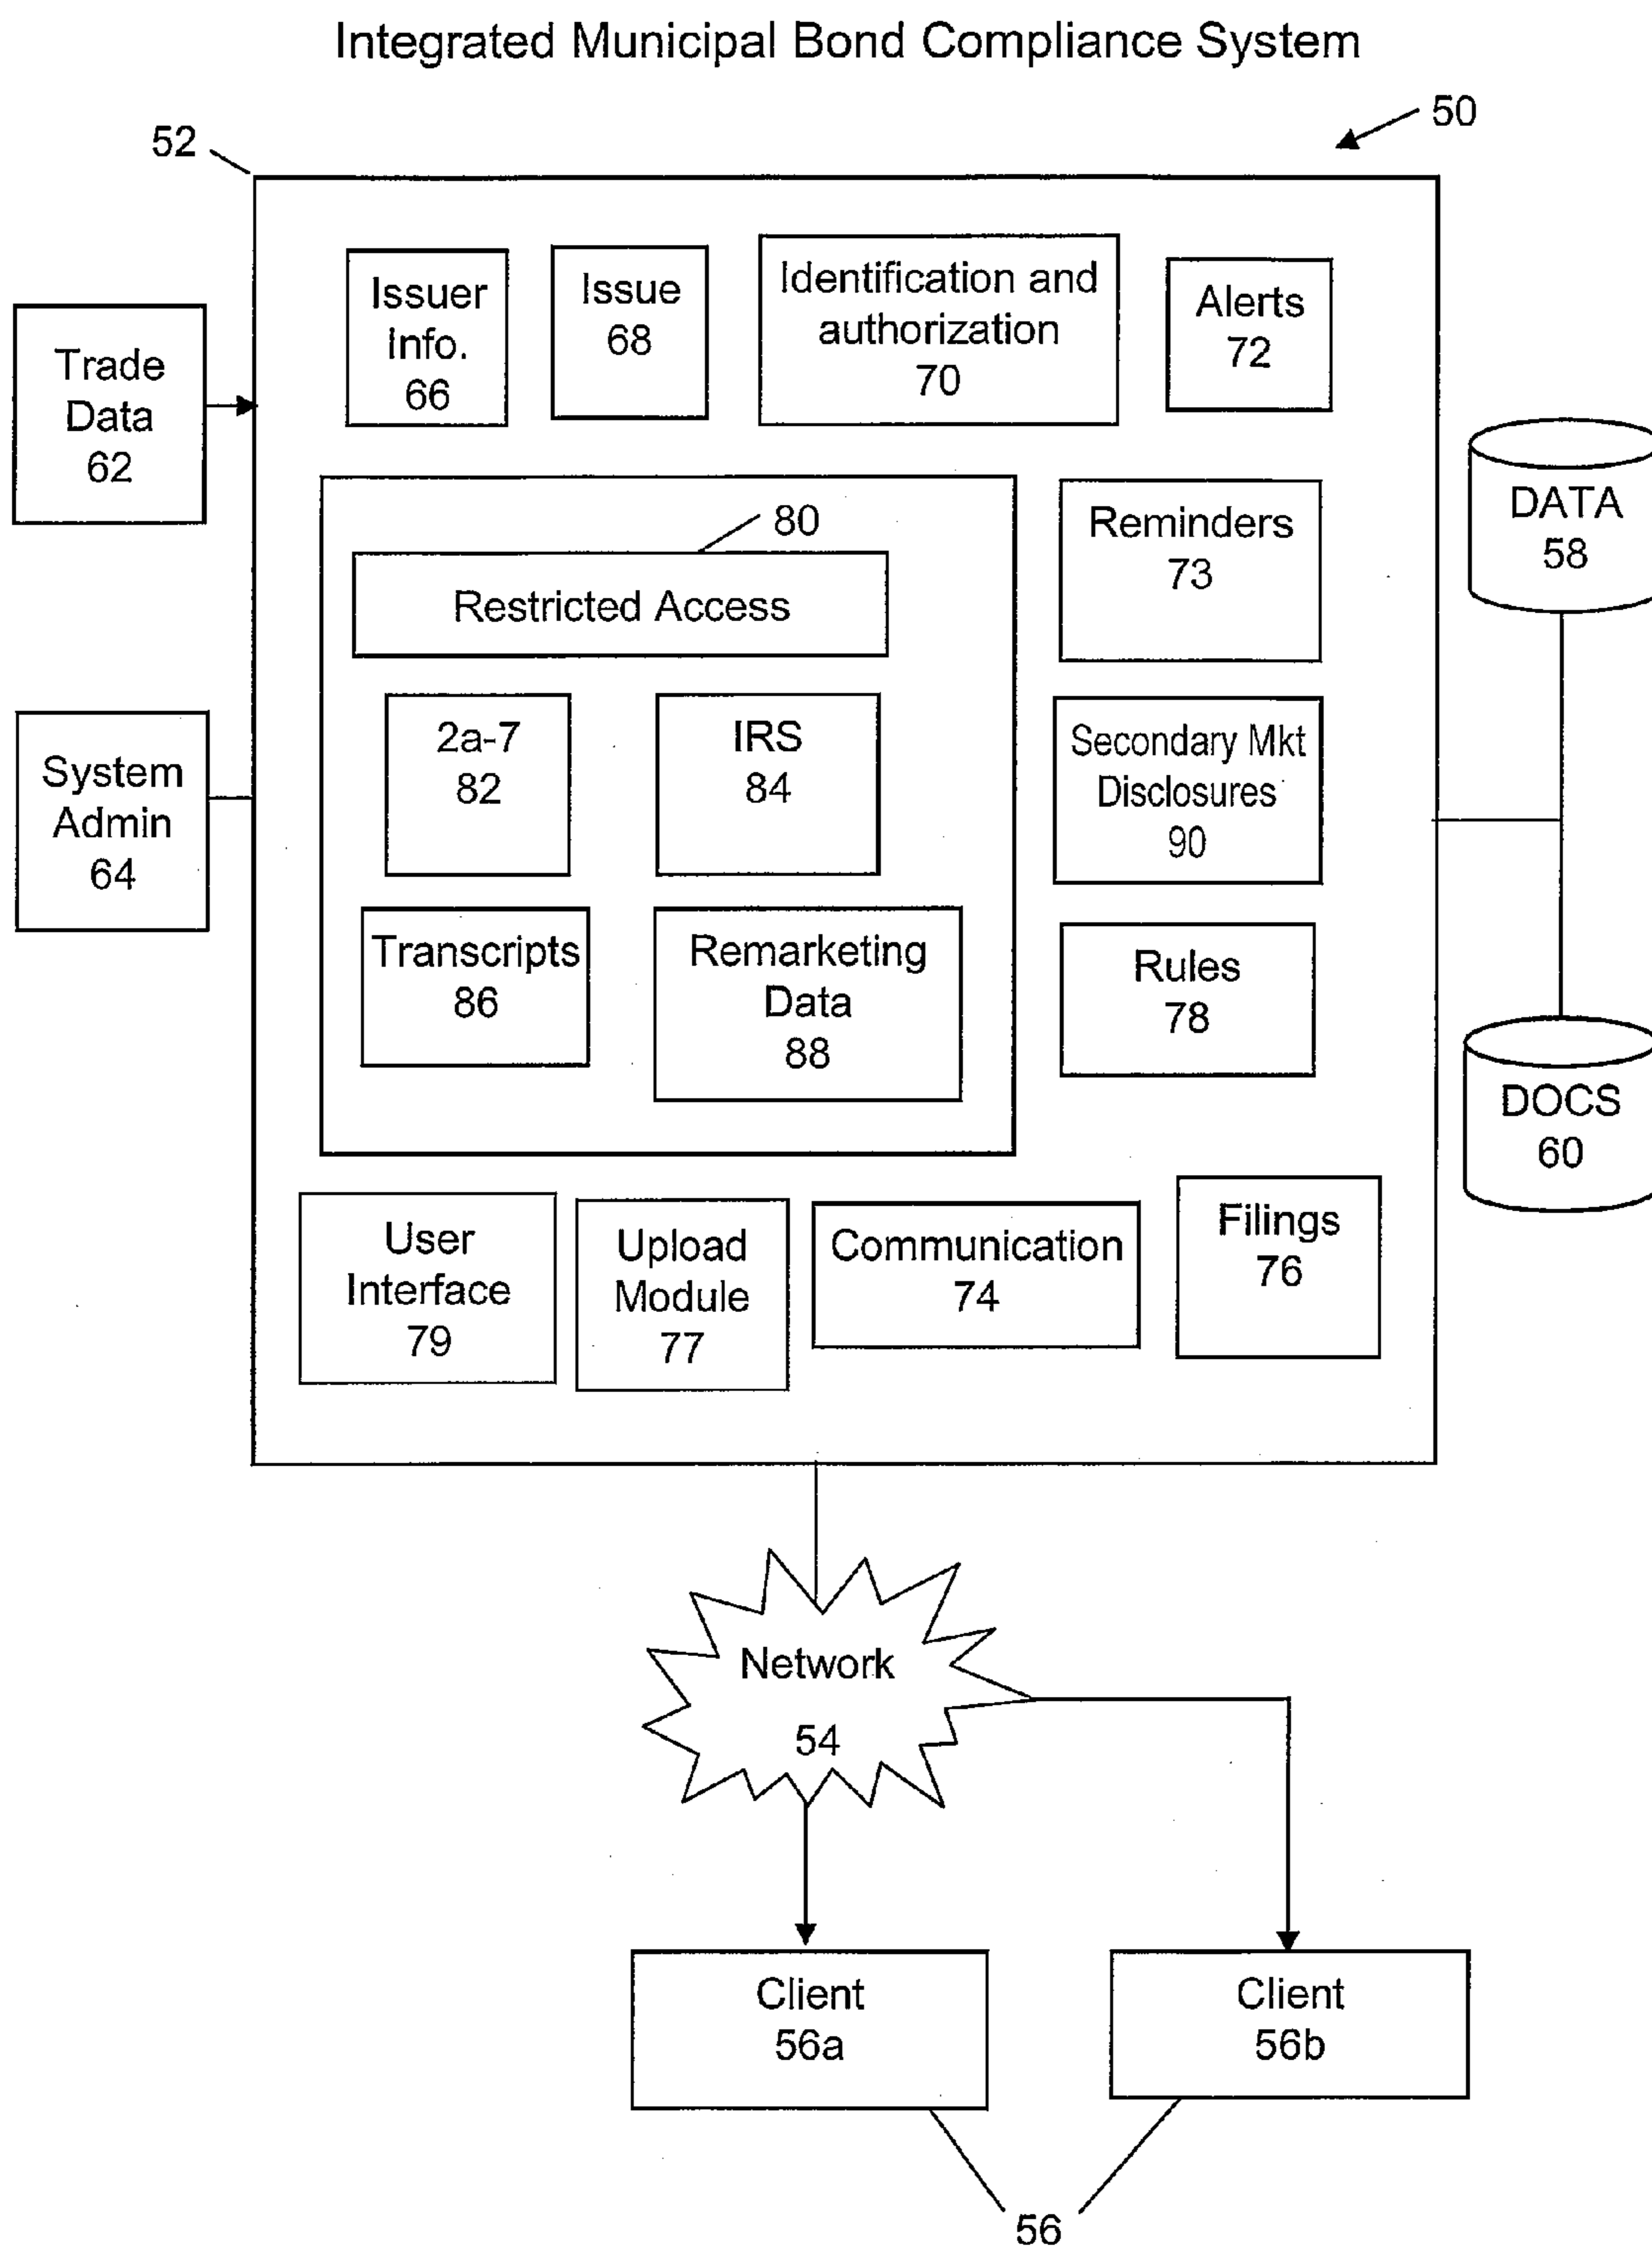 Integrated Municipal Bond Compliance System
50
52
Issuer
Info.
66
Issue
68
Identification and
authorization
70
Alerts
72
Trade
Data
62
System
Admin
64
80
Restricted Access
2a-7
82
IRS
84
Transcripts
86
Remarketing
Data
88
Reminders
73
Secondary Mkt
Disclosures
90
Rules
78
DATA
58
DOCS
60
User
Interface
79
Upload
Module
77
Communication
74
Filings
76
Network
54
Client
56a
Client
56b
56